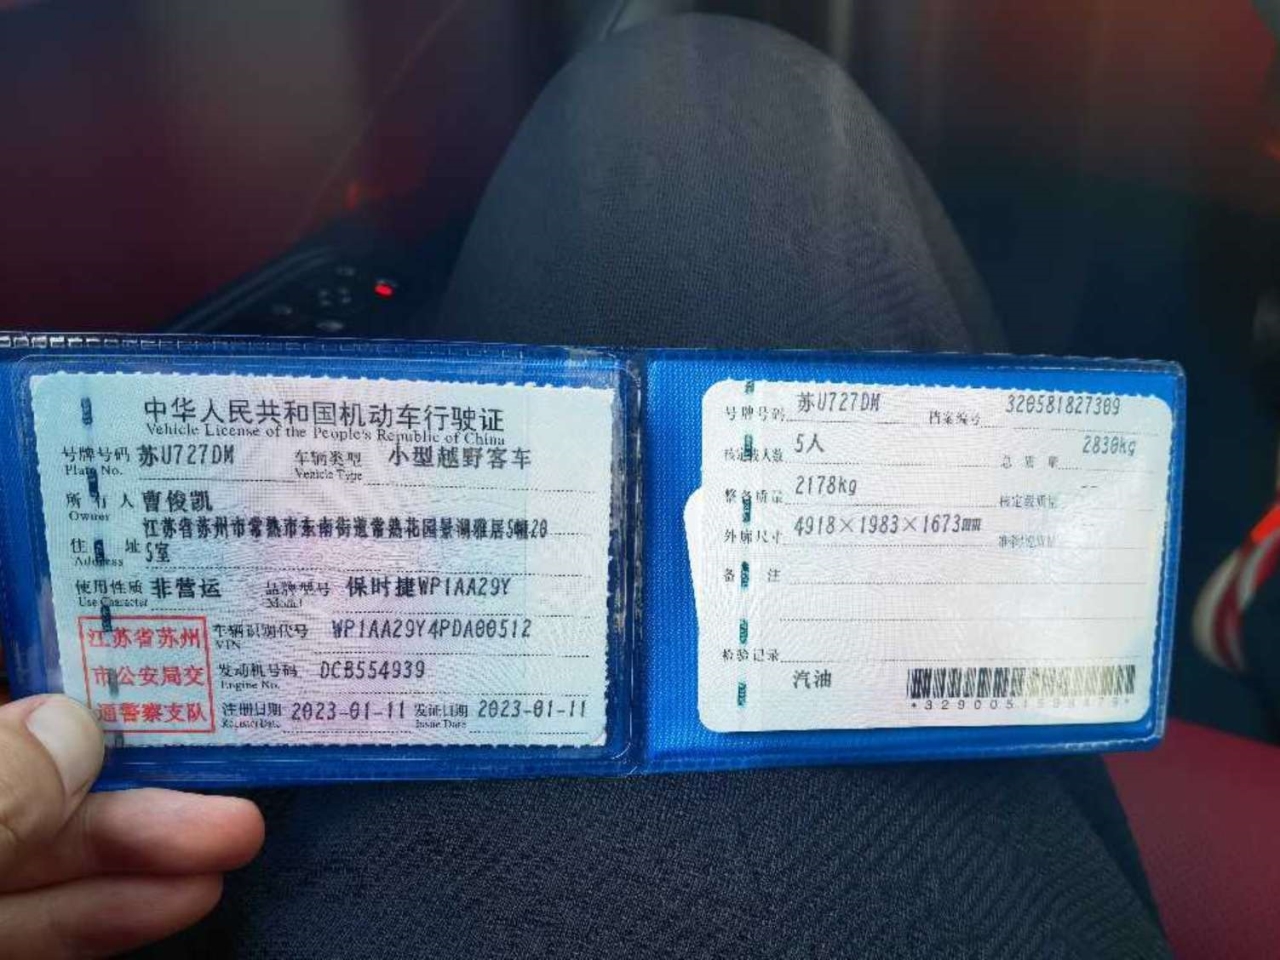 中华人民共和国机动车行驶证
Vehicle License of the People's Republic of China
号牌号码 苏U727DM 车辆类型 小型越野客车
Plate No. Vehicle Type
所有人 曹俊凯
Owner
江苏省苏州市常熟市东南街道常熟花园景湖雅居5幢20
住址 5室
Address
使用性质 非营运 品牌型号 保时捷WP1AA29Y
Use Character Model
江苏省苏州 车辆识别代号 WP1AA29Y4PDA00512
VIN
市公安局交 发动机号码 DCB554939
Engine No.
通警察支队 注册日期 2023-01-11 发证日期 2023-01-11
Register Date Issue Date
号牌号码 苏U727DM 档案编号 320581827309
核定载人数 5人 总质量 2830kg
整备质量 2178kg 核定载质量 --
外廓尺寸 4918×1983×1673mm 准牵引总质量
备注
检验记录
汽油